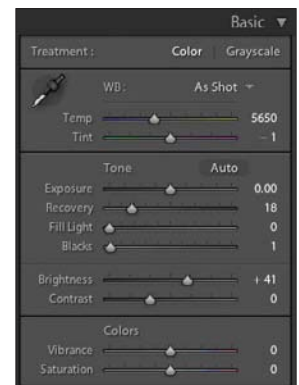 Basic
Treatment : Color Grayscale
WB: As Shot
Temp 5650
Tint – 1
Tone Auto
Exposure 0.00
Recovery 18
Fill Light 0
Blacks 1
Brightness + 41
Contrast 0
Colors
Vibrance 0
Saturation 0